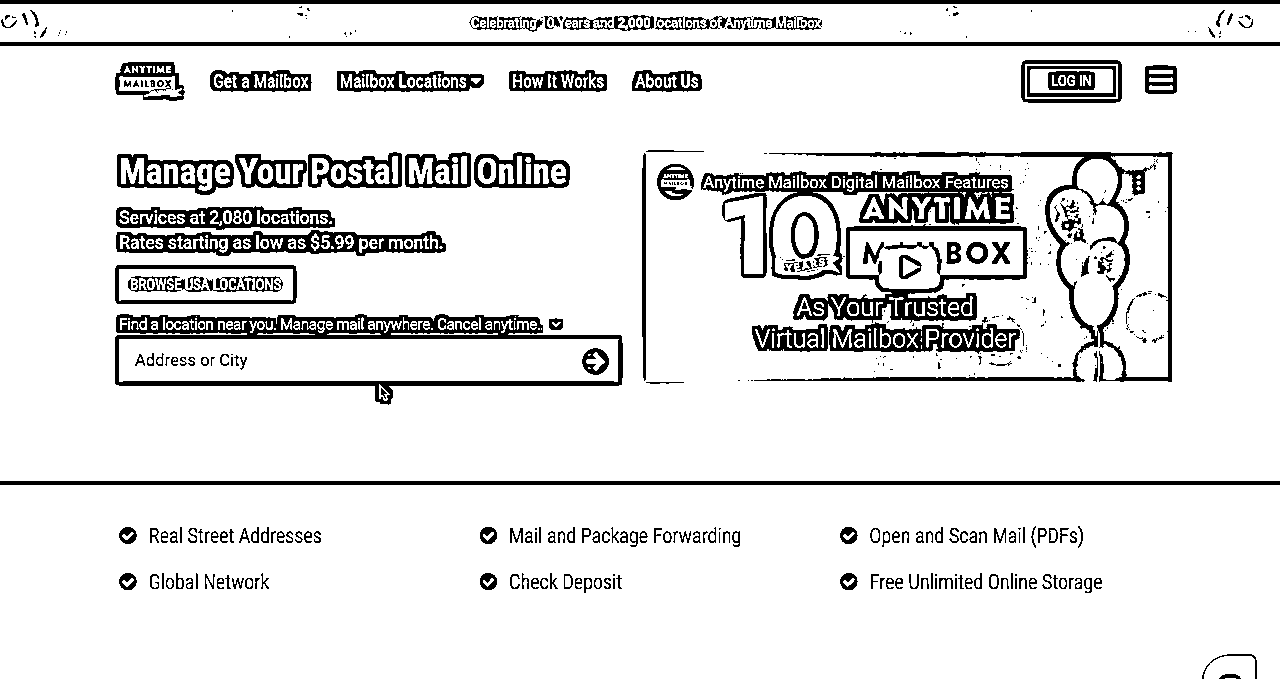 Celebrating 10 Years and 2,000 locations of Anytime Mailbox
ANYTIME
MAILBOX
Get a Mailbox
Mailbox Locations
How It Works
About Us
LOG IN
Manage Your Postal Mail Online
Services at 2,080 locations.
Rates starting as low as $5.99 per month.
BROWSE USA LOCATIONS
Find a location near you. Manage mail anywhere. Cancel anytime.
Address or City
ANYTIME
MAILBOX
Anytime Mailbox Digital Mailbox Features
10 YEARS
ANYTIME
M BOX
As Your Trusted
Virtual Mailbox Provider
Real Street Addresses
Mail and Package Forwarding
Open and Scan Mail (PDFs)
Global Network
Check Deposit
Free Unlimited Online Storage